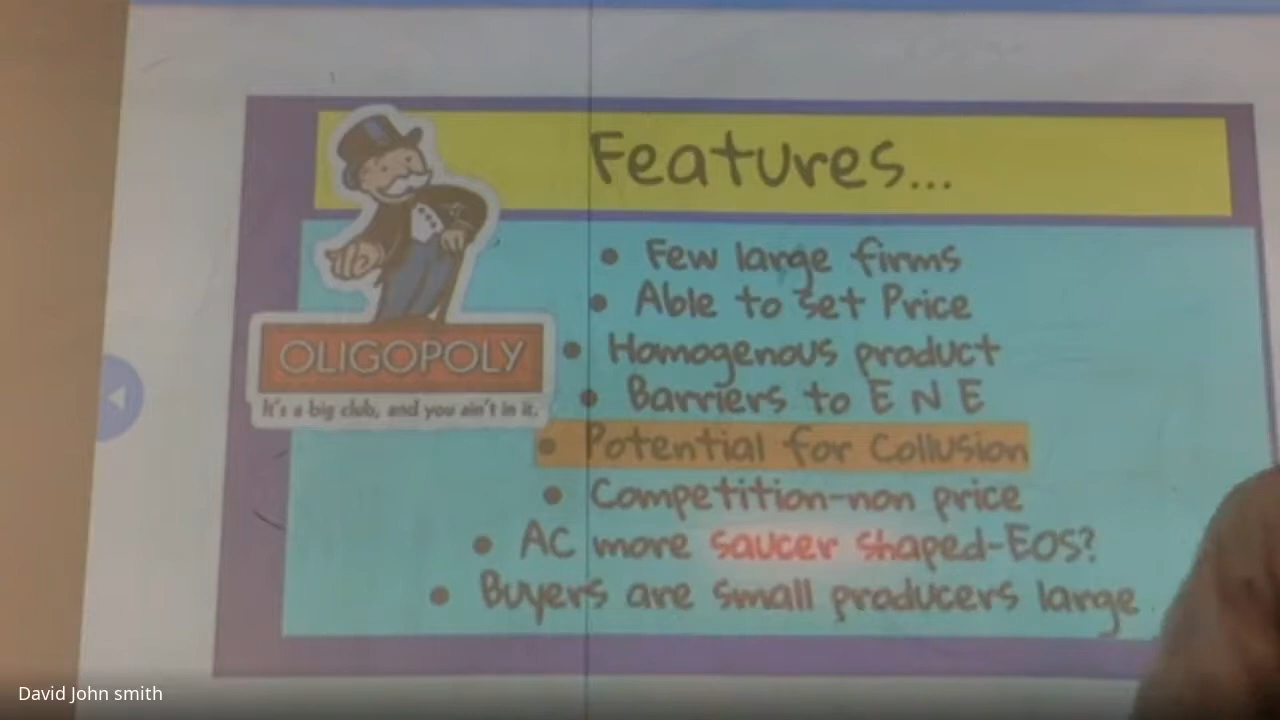 Features...
• Few large firms
• Able to set Price
• Homogenous product
• Barriers to E N E
• Potential for Collusion
• Competition-non price
• AC more saucer shaped-EOS?
• Buyers are small producers large
OLIGOPOLY
It's a big club, and you ain't in it.
David John smith